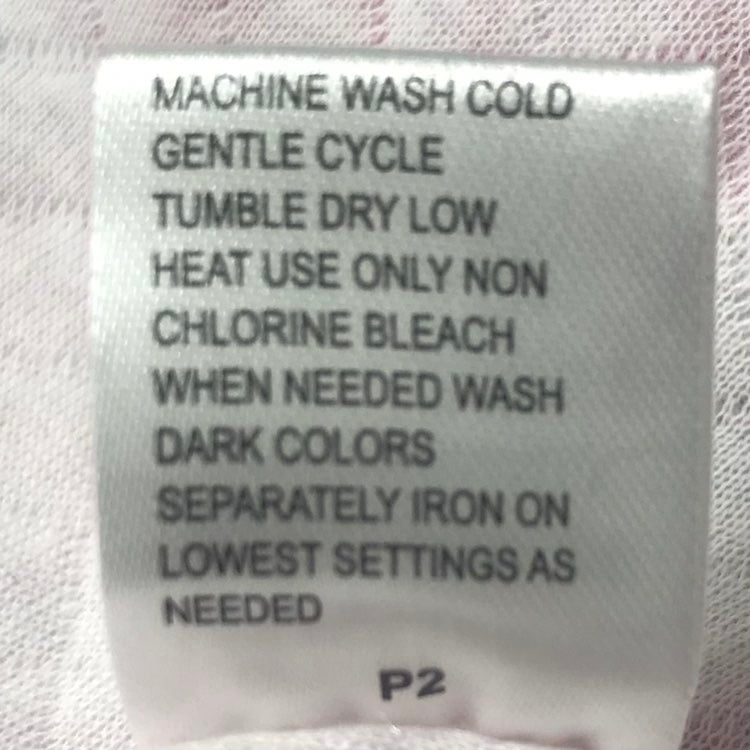 MACHINE WASH COLD
GENTLE CYCLE
TUMBLE DRY LOW
HEAT USE ONLY NON
CHLORINE BLEACH
WHEN NEEDED WASH
DARK COLORS
SEPARATELY IRON ON
LOWEST SETTINGS AS
NEEDED
P2